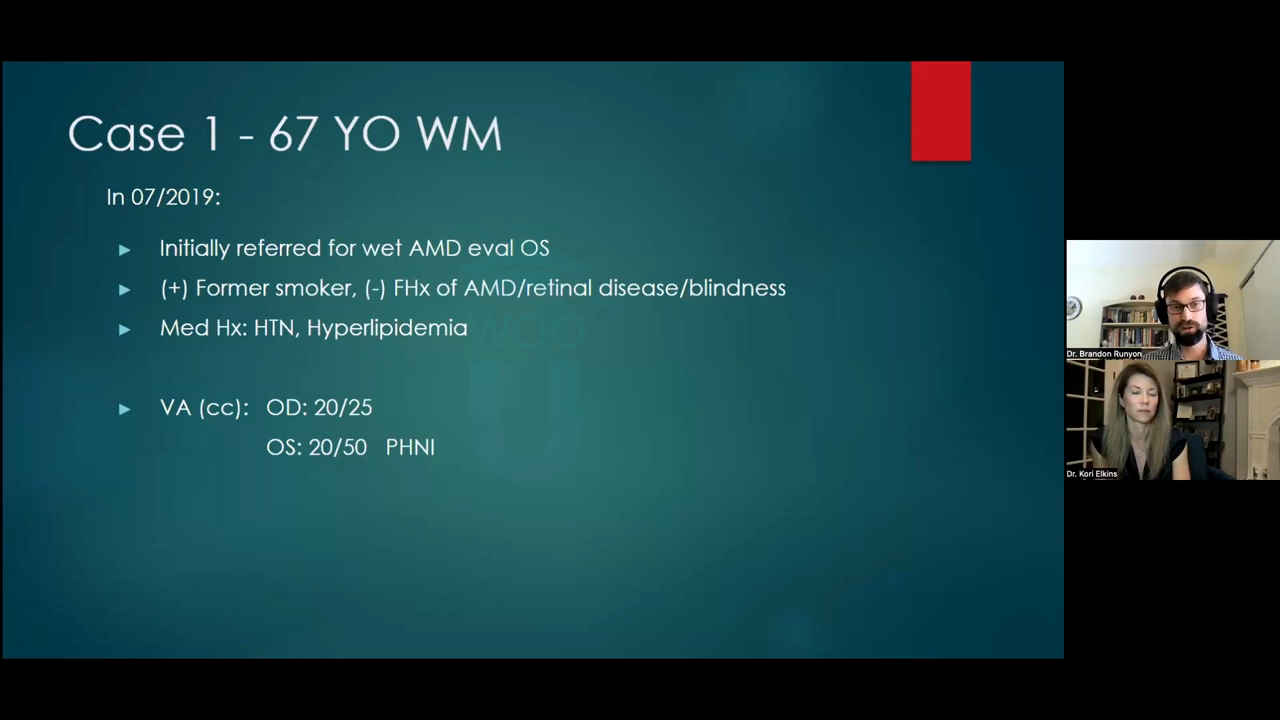 Case 1 - 67 YO WM
In 07/2019:
Initially referred for wet AMD eval OS
(+) Former smoker, (-) FHx of AMD/retinal disease/blindness
Med Hx: HTN, Hyperlipidemia
VA (cc): OD: 20/25
OS: 20/50 PHNI
Dr. Brandon Runyon
Dr. Kori Elkins